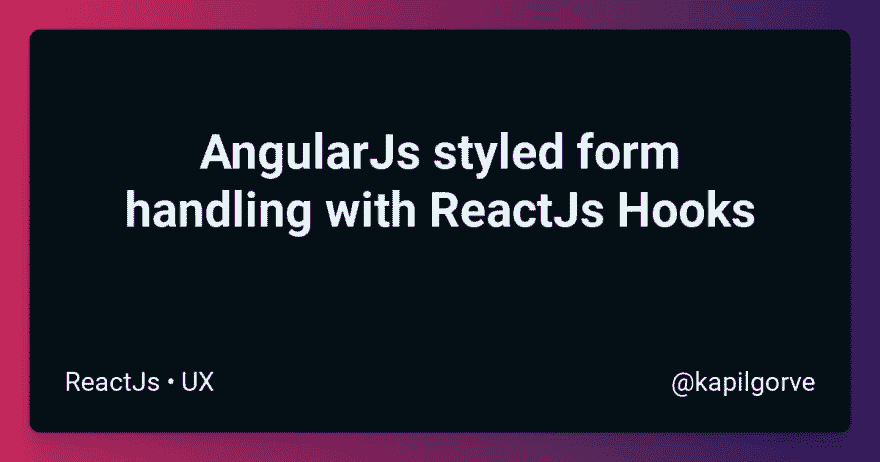 AngularJs styled form
handling with ReactJs Hooks
ReactJs • UX
@kapilgorve